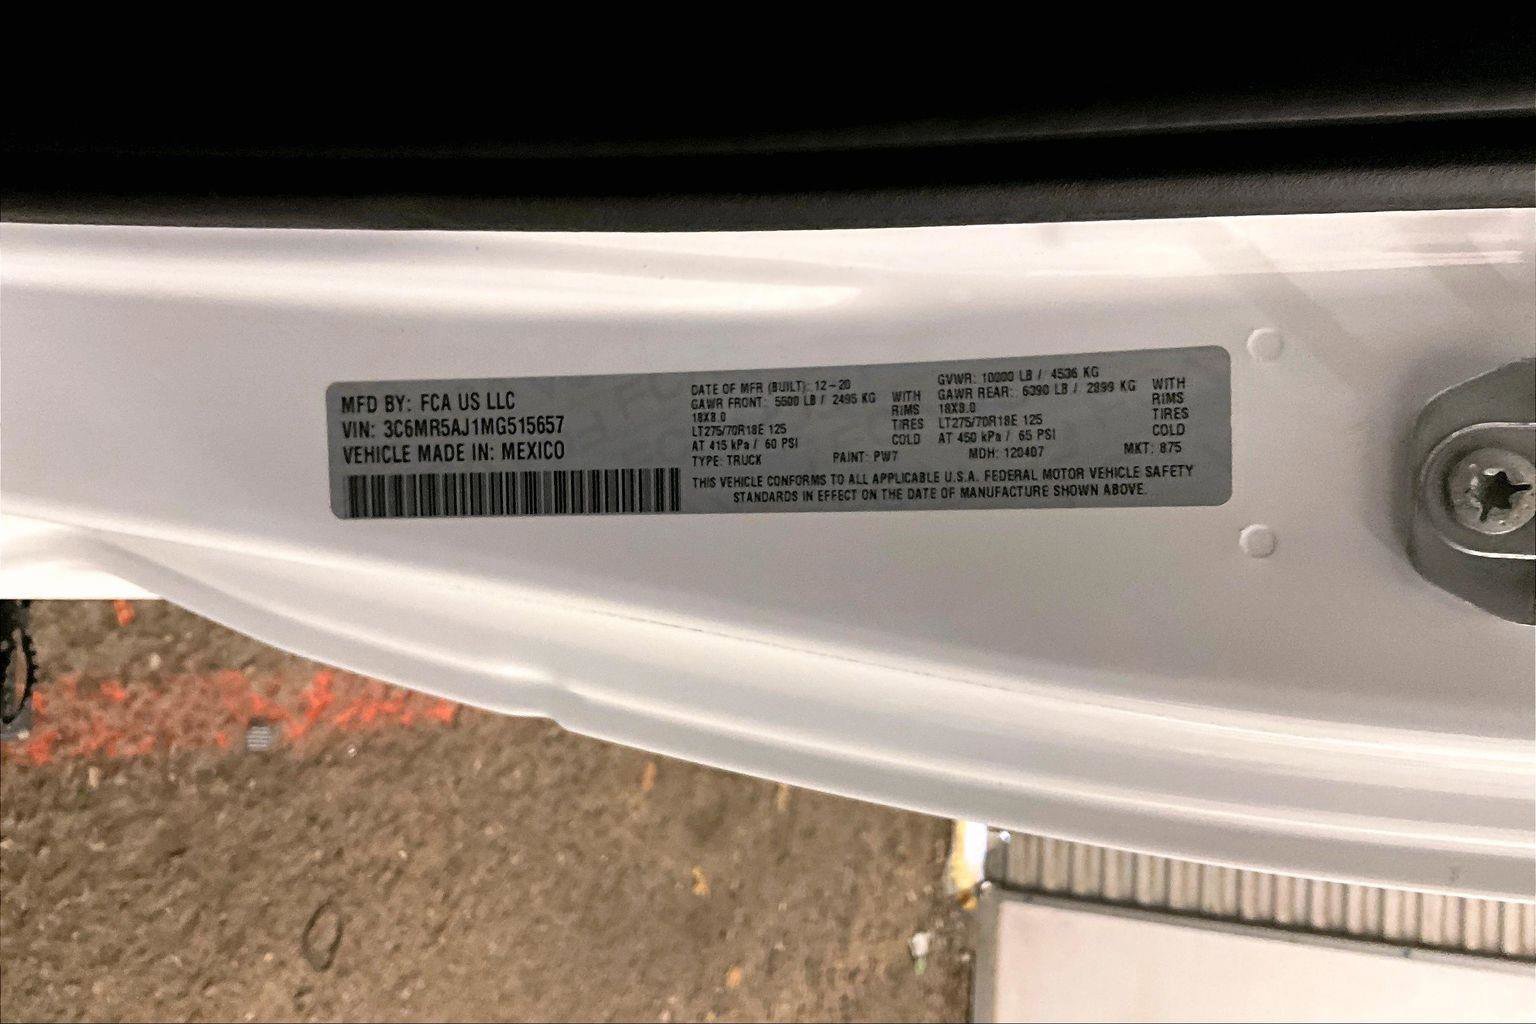 MFD BY: FCA US LLC
VIN: 3C6MR5AJ1MG515657
VEHICLE MADE IN: MEXICO
DATE OF MFR (BUILT): 12-20
GAWR FRONT: 5500 LB / 2495 KG WITH
18X8.0 RIMS
LT275/70R18E 125 TIRES
AT 415 kPa / 60 PSI COLD
TYPE: TRUCK PAINT: PW7
GVWR: 10000 LB / 4536 KG
GAWR REAR: 6390 LB / 2899 KG WITH
18X8.0 RIMS
LT275/70R18E 125 TIRES
AT 450 kPa / 65 PSI COLD
MDH: 120407 MKT: 875
THIS VEHICLE CONFORMS TO ALL APPLICABLE U.S.A. FEDERAL MOTOR VEHICLE SAFETY
STANDARDS IN EFFECT ON THE DATE OF MANUFACTURE SHOWN ABOVE.